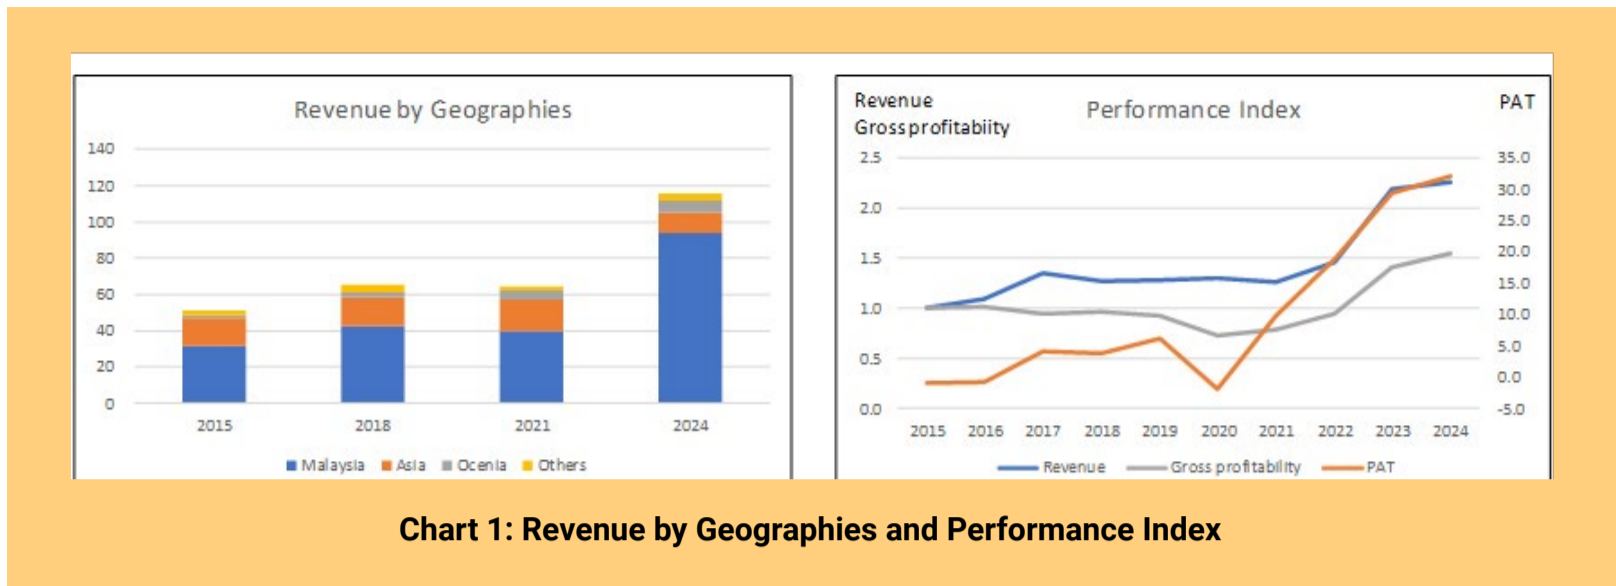 Revenue by Geographies
140
120
100
80
60
40
20
0
2015 2018 2021 2024
Malaysia Asia Ocenia Others
Revenue
Gross profitabiity
Performance Index
PAT
2.5
2.0
1.5
1.0
0.5
0.0
35.0
30.0
25.0
20.0
15.0
10.0
5.0
0.0
-5.0
2015 2016 2017 2018 2019 2020 2021 2022 2023 2024
Revenue Gross profitability PAT
Chart 1: Revenue by Geographies and Performance Index